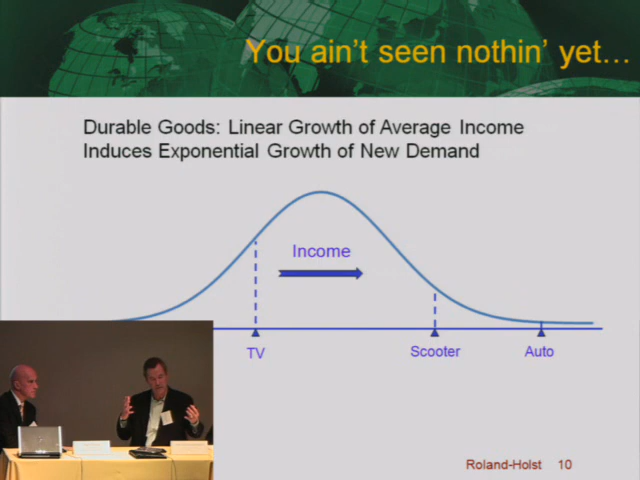 You ain't seen nothin' yet...
Durable Goods: Linear Growth of Average Income
Induces Exponential Growth of New Demand
Income
TV
Scooter
Auto
Roland-Holst 10